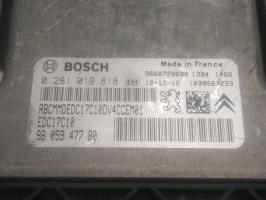 BOSCH
Made in France
0 281 019 818
9666729680 1334 1466
12-12-12 1039S51233
RBCMMDEDC17C10DV4CCEM01
EDC17C10
98 059 477 80